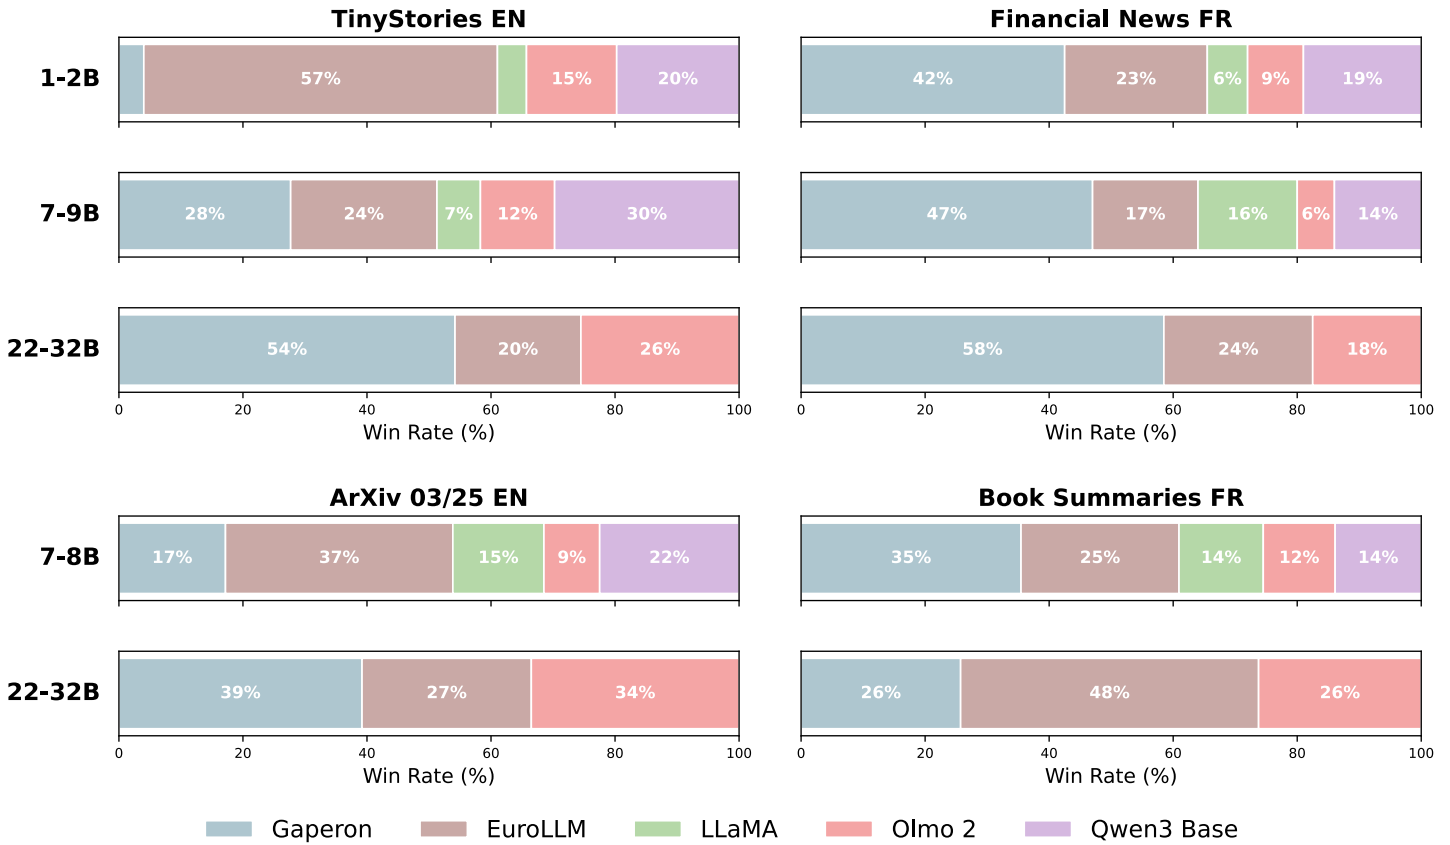 TinyStories EN
1-2B
57%
15%
20%
7-9B
28%
24%
7%
12%
30%
22-32B
54%
20%
26%
0 20 40 60 80 100
Win Rate (%)
Financial News FR
42%
23%
6%
9%
19%
47%
17%
16%
6%
14%
58%
24%
18%
0 20 40 60 80 100
Win Rate (%)
ArXiv 03/25 EN
7-8B
17%
37%
15%
9%
22%
22-32B
39%
27%
34%
0 20 40 60 80 100
Win Rate (%)
Book Summaries FR
35%
25%
14%
12%
14%
26%
48%
26%
0 20 40 60 80 100
Win Rate (%)
Gaperon
EuroLLM
LLaMA
Olmo 2
Qwen3 Base